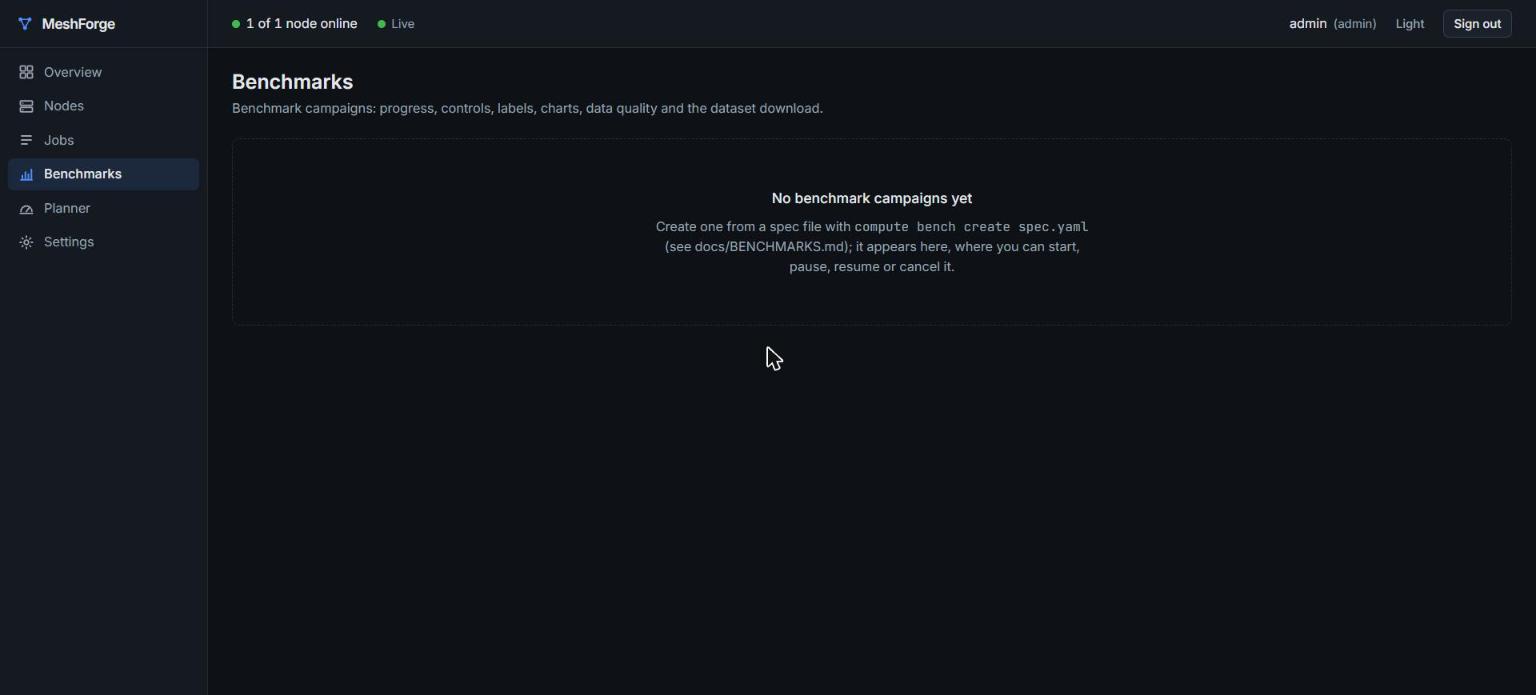 MeshForge
1 of 1 node online
Live
admin (admin)
Light
Sign out
Overview
Nodes
Jobs
Benchmarks
Planner
Settings
Benchmarks
Benchmark campaigns: progress, controls, labels, charts, data quality and the dataset download.
No benchmark campaigns yet
Create one from a spec file with compute bench create spec.yaml
(see docs/BENCHMARKS.md); it appears here, where you can start,
pause, resume or cancel it.